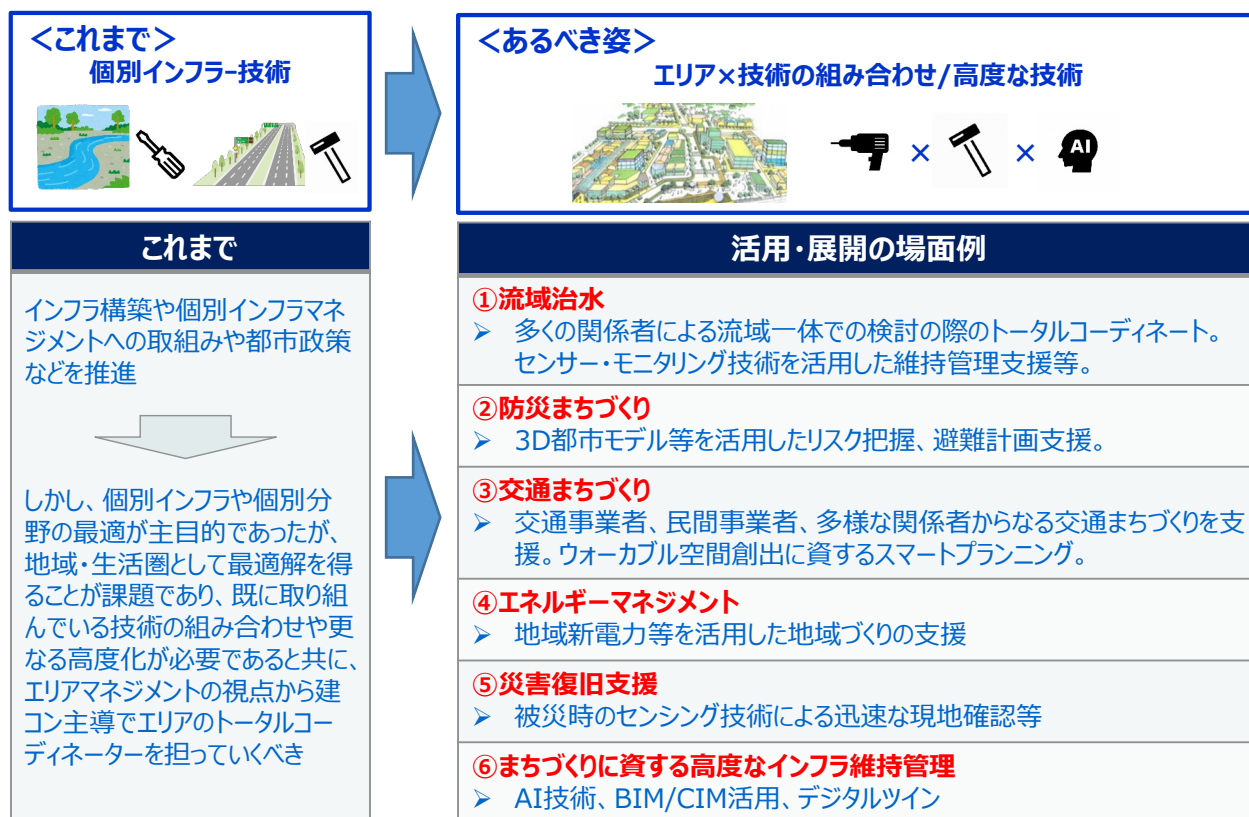 <これまで>
個別インフラ-技術
<あるべき姿>
エリア×技術の組み合わせ/高度な技術
× × AI
これまで
インフラ構築や個別インフラマネ
ジメントへの取組みや都市政策
などを推進
しかし、個別インフラや個別分
野の最適が主目的であったが、
地域・生活圏として最適解を得
ることが課題であり、既に取り組
んでいる技術の組み合わせや更
なる高度化が必要であると共に、
エリアマネジメントの視点から建
コン主導でエリアのトータルコー
ディネーターを担っていくべき
活用・展開の場面例
①流域治水
➢ 多くの関係者による流域一体での検討の際のトータルコーディネート。
センサー・モニタリング技術を活用した維持管理支援等。
②防災まちづくり
➢ 3D都市モデル等を活用したリスク把握、避難計画支援。
③交通まちづくり
➢ 交通事業者、民間事業者、多様な関係者からなる交通まちづくりを支
援。ウォーカブル空間創出に資するスマートプランニング。
④エネルギーマネジメント
➢ 地域新電力等を活用した地域づくりの支援
⑤災害復旧支援
➢ 被災時のセンシング技術による迅速な現地確認等
⑥まちづくりに資する高度なインフラ維持管理
➢ AI技術、BIM/CIM活用、デジタルツイン